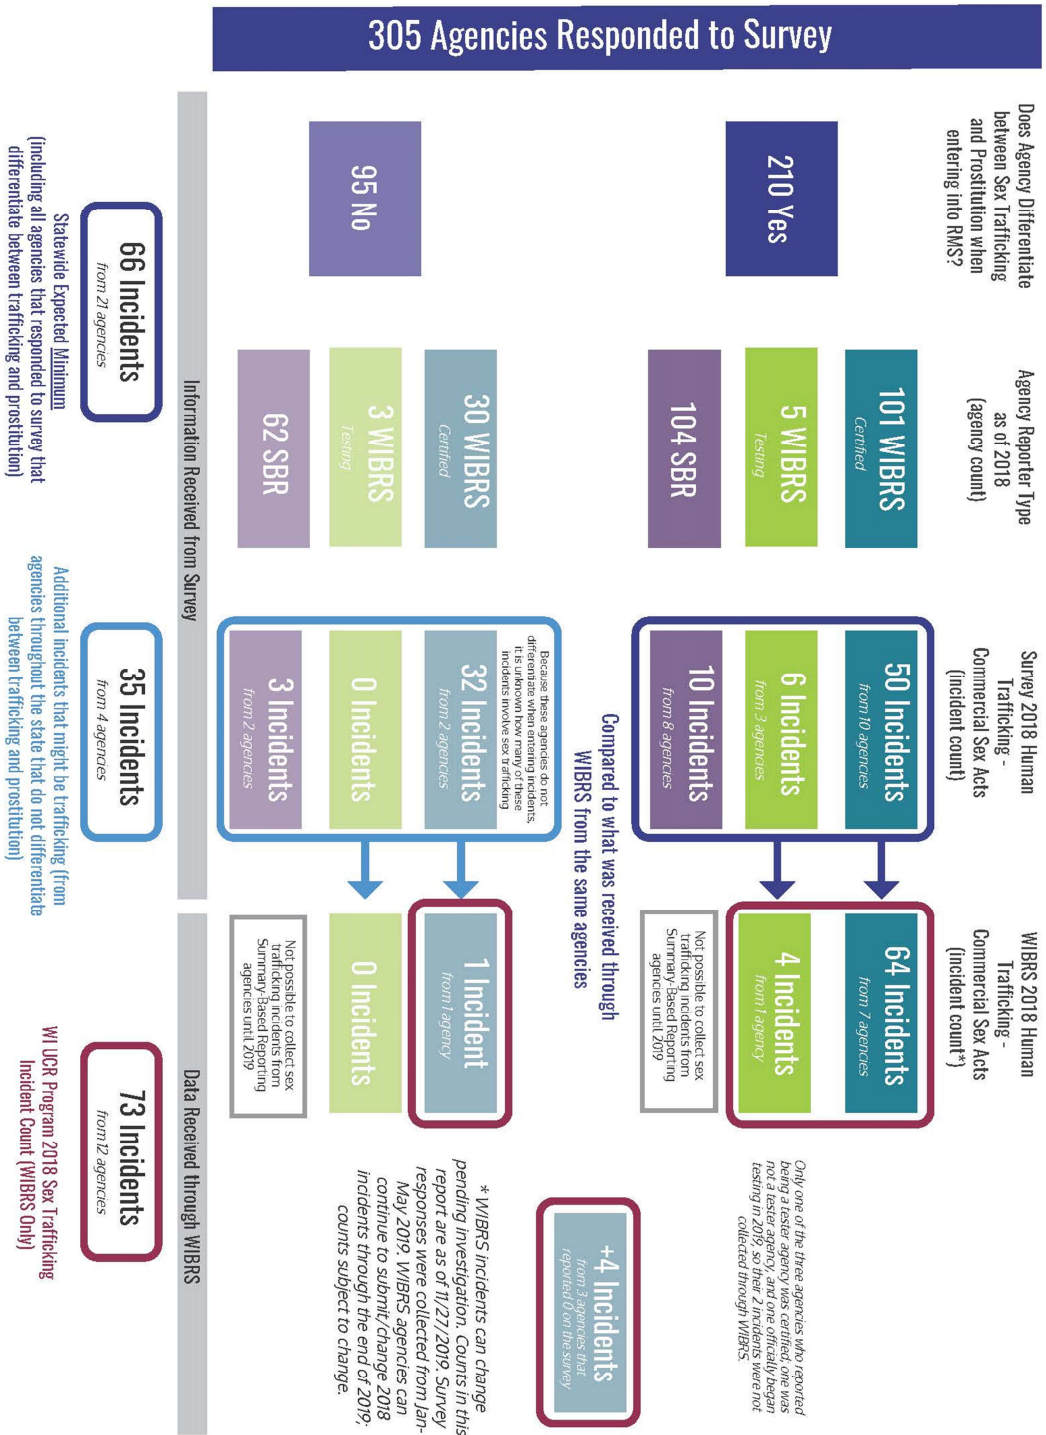 305 Agencies Responded to Survey
Does Agency Differentiate
between Sex Trafficking
and Prostitution when
entering into RMS?
Agency Reporter Type
as of 2018
(agency count)
Survey 2018 Human
Trafficking -
Commercial Sex Acts
(incident count)
WIBRS 2018 Human
Trafficking -
Commercial Sex Acts
(incident count*)
210 Yes
101 WIBRS
Certified
50 Incidents
from 10 agencies
64 Incidents
from 7 agencies
5 WIBRS
Testing
6 Incidents
from 3 agencies
4 Incidents
from 1 agency
104 SBR
10 Incidents
from 8 agencies
Not possible to collect sex
trafficking incidents from
Summary-Based Reporting
agencies until 2019
Only one of the three agencies who reported
being a tester agency was certified; one was
not a tester agency, and one officially began
testing in 2019, so their 2 incidents were not
collected through WIBRS.
Compared to what was received through
WIBRS from the same agencies
+4 Incidents
from 3 agencies that
reported 0 on the survey
95 No
Because these agencies do not
differentiate when entering incidents,
it is unknown how many of these
incidents involve sex trafficking
30 WIBRS
Certified
32 Incidents
from 2 agencies
1 Incident
from 1 agency
3 WIBRS
Testing
0 Incidents
0 Incidents
62 SBR
3 Incidents
from 2 agencies
Not possible to collect sex
trafficking incidents from
Summary-Based Reporting
agencies until 2019
* WIBRS incidents can change
pending investigation. Counts in this
report are as of 11/27/2019. Survey
responses were collected from Jan-
May 2019. WIBRS agencies can
continue to submit/change 2018
incidents through the end of 2019;
counts subject to change.
Information Received from Survey
Data Received through WIBRS
66 Incidents
from 21 agencies
Statewide Expected Minimum
(including all agencies that responded to survey that
differentiate between trafficking and prostitution)
35 Incidents
from 4 agencies
Additional incidents that might be trafficking (from
agencies throughout the state that do not differentiate
between trafficking and prostitution)
73 Incidents
from 12 agencies
WI UCR Program 2018 Sex Trafficking
Incident Count (WIBRS Only)